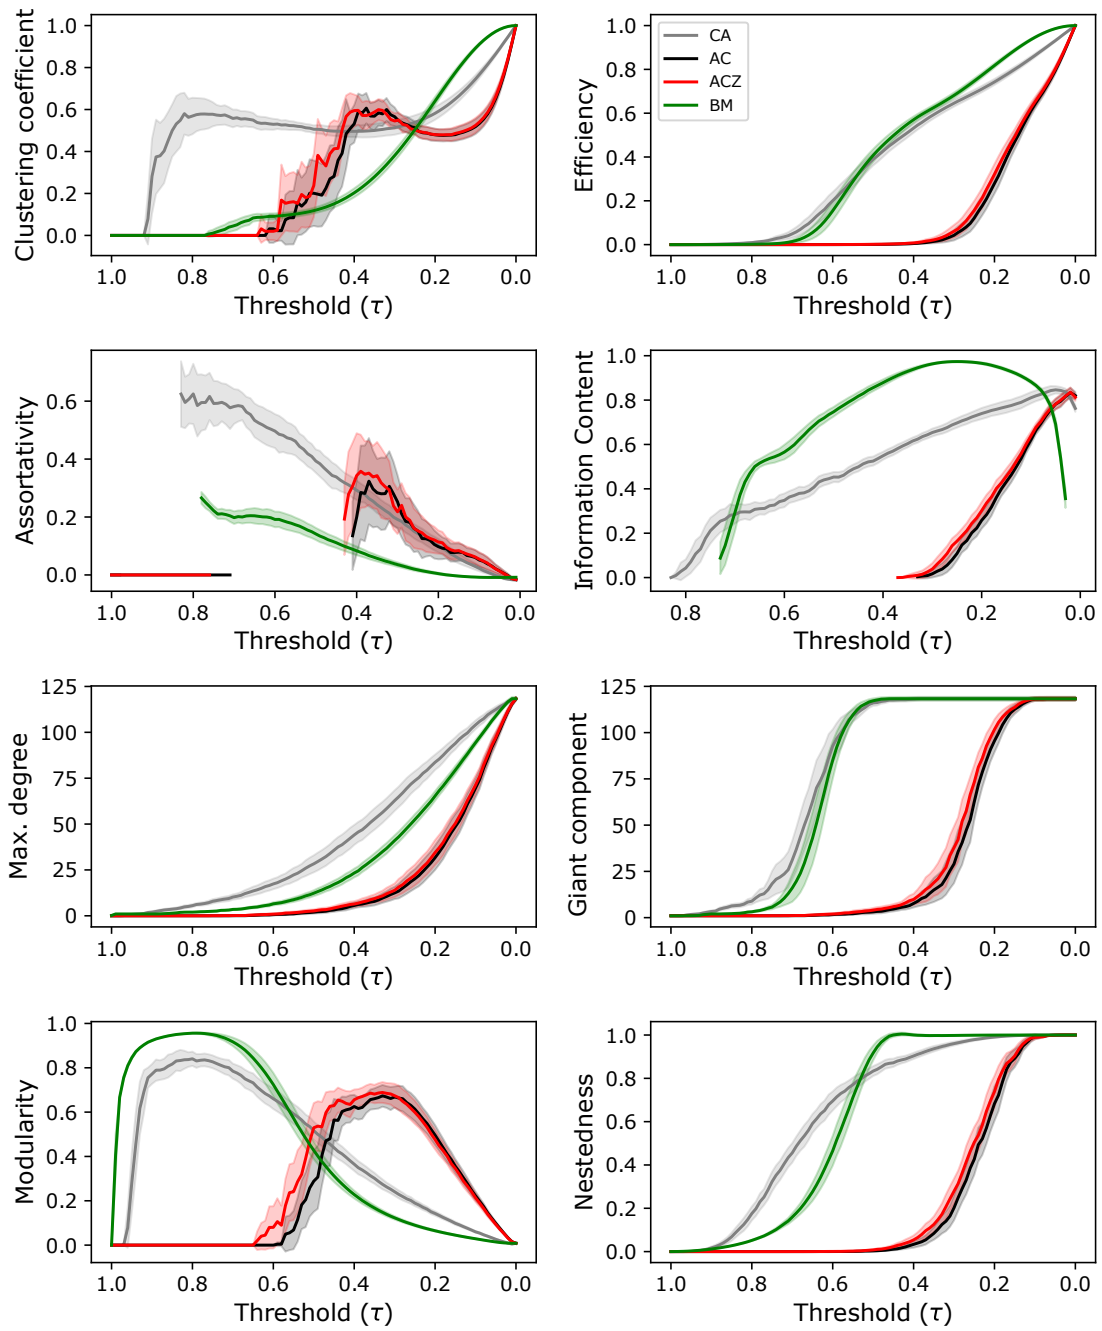 Clustering coefficient
1.0
0.8
0.6
0.4
0.2
0.0
1.0 0.8 0.6 0.4 0.2 0.0
Threshold (τ)
Efficiency
1.0
0.8
0.6
0.4
0.2
0.0
CA
AC
ACZ
BM
1.0 0.8 0.6 0.4 0.2 0.0
Threshold (τ)
Assortativity
0.6
0.4
0.2
0.0
1.0 0.8 0.6 0.4 0.2 0.0
Threshold (τ)
Information Content
1.0
0.8
0.6
0.4
0.2
0.0
0.8 0.6 0.4 0.2 0.0
Threshold (τ)
Max. degree
125
100
75
50
25
0
1.0 0.8 0.6 0.4 0.2 0.0
Threshold (τ)
Giant component
125
100
75
50
25
0
1.0 0.8 0.6 0.4 0.2 0.0
Threshold (τ)
Modularity
1.0
0.8
0.6
0.4
0.2
0.0
1.0 0.8 0.6 0.4 0.2 0.0
Threshold (τ)
Nestedness
1.0
0.8
0.6
0.4
0.2
0.0
1.0 0.8 0.6 0.4 0.2 0.0
Threshold (τ)